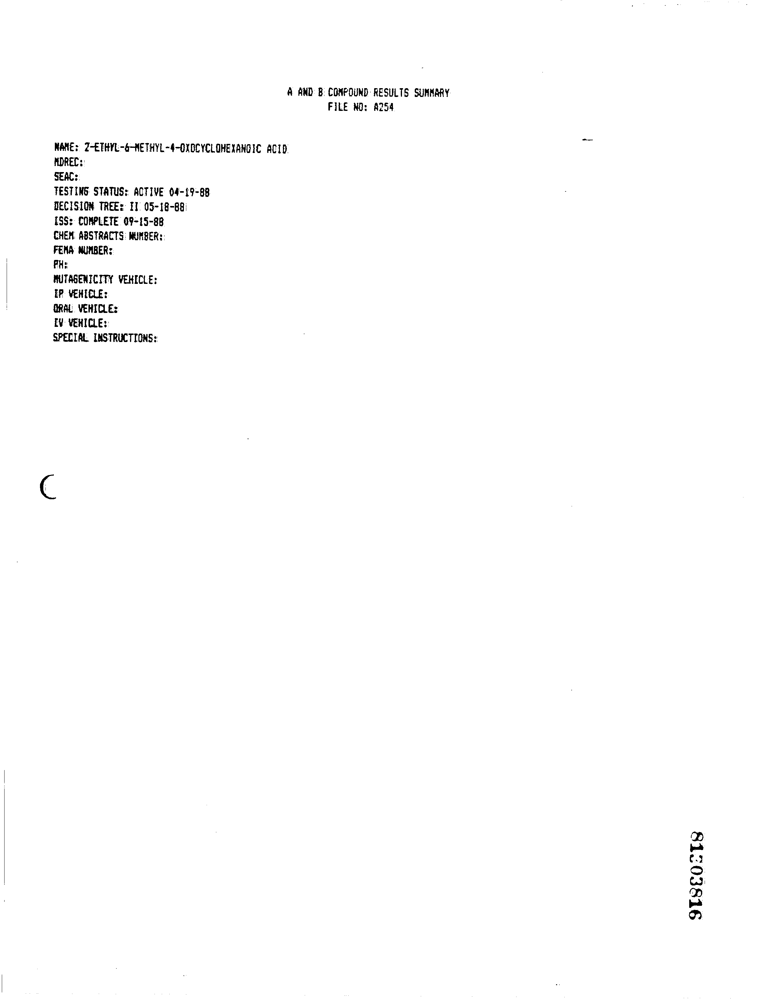 A AND B COMPOUND RESULTS SUMMARY
FILE NO: A254
NAME: 2-ETHYL-6-METHYL-4-OXOCYCLOHEXANOIC ACID
MDREC:
SEAC:
TESTING STATUS: ACTIVE 04-19-88
DECISION TREE: II 05-18-88
ISS: COMPLETE 09-15-88
CHEM ABSTRACTS NUMBER:
FEMA NUMBER:
PH:
MUTAGENICITY VEHICLE:
IP VEHICLE:
ORAL VEHICLE:
IV VEHICLE:
SPECIAL INSTRUCTIONS:
81303816